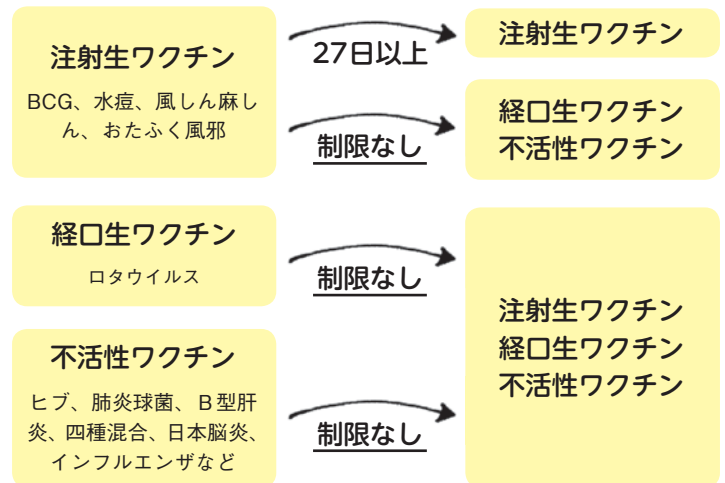 注射生ワクチン
BCG、水痘、風しん麻し
ん、おたふく風邪
27日以上
注射生ワクチン
制限なし
経口生ワクチン
不活性ワクチン
経口生ワクチン
ロタウイルス
制限なし
不活性ワクチン
ヒブ、肺炎球菌、B型肝
炎、四種混合、日本脳炎、
インフルエンザなど
制限なし
注射生ワクチン
経口生ワクチン
不活性ワクチン